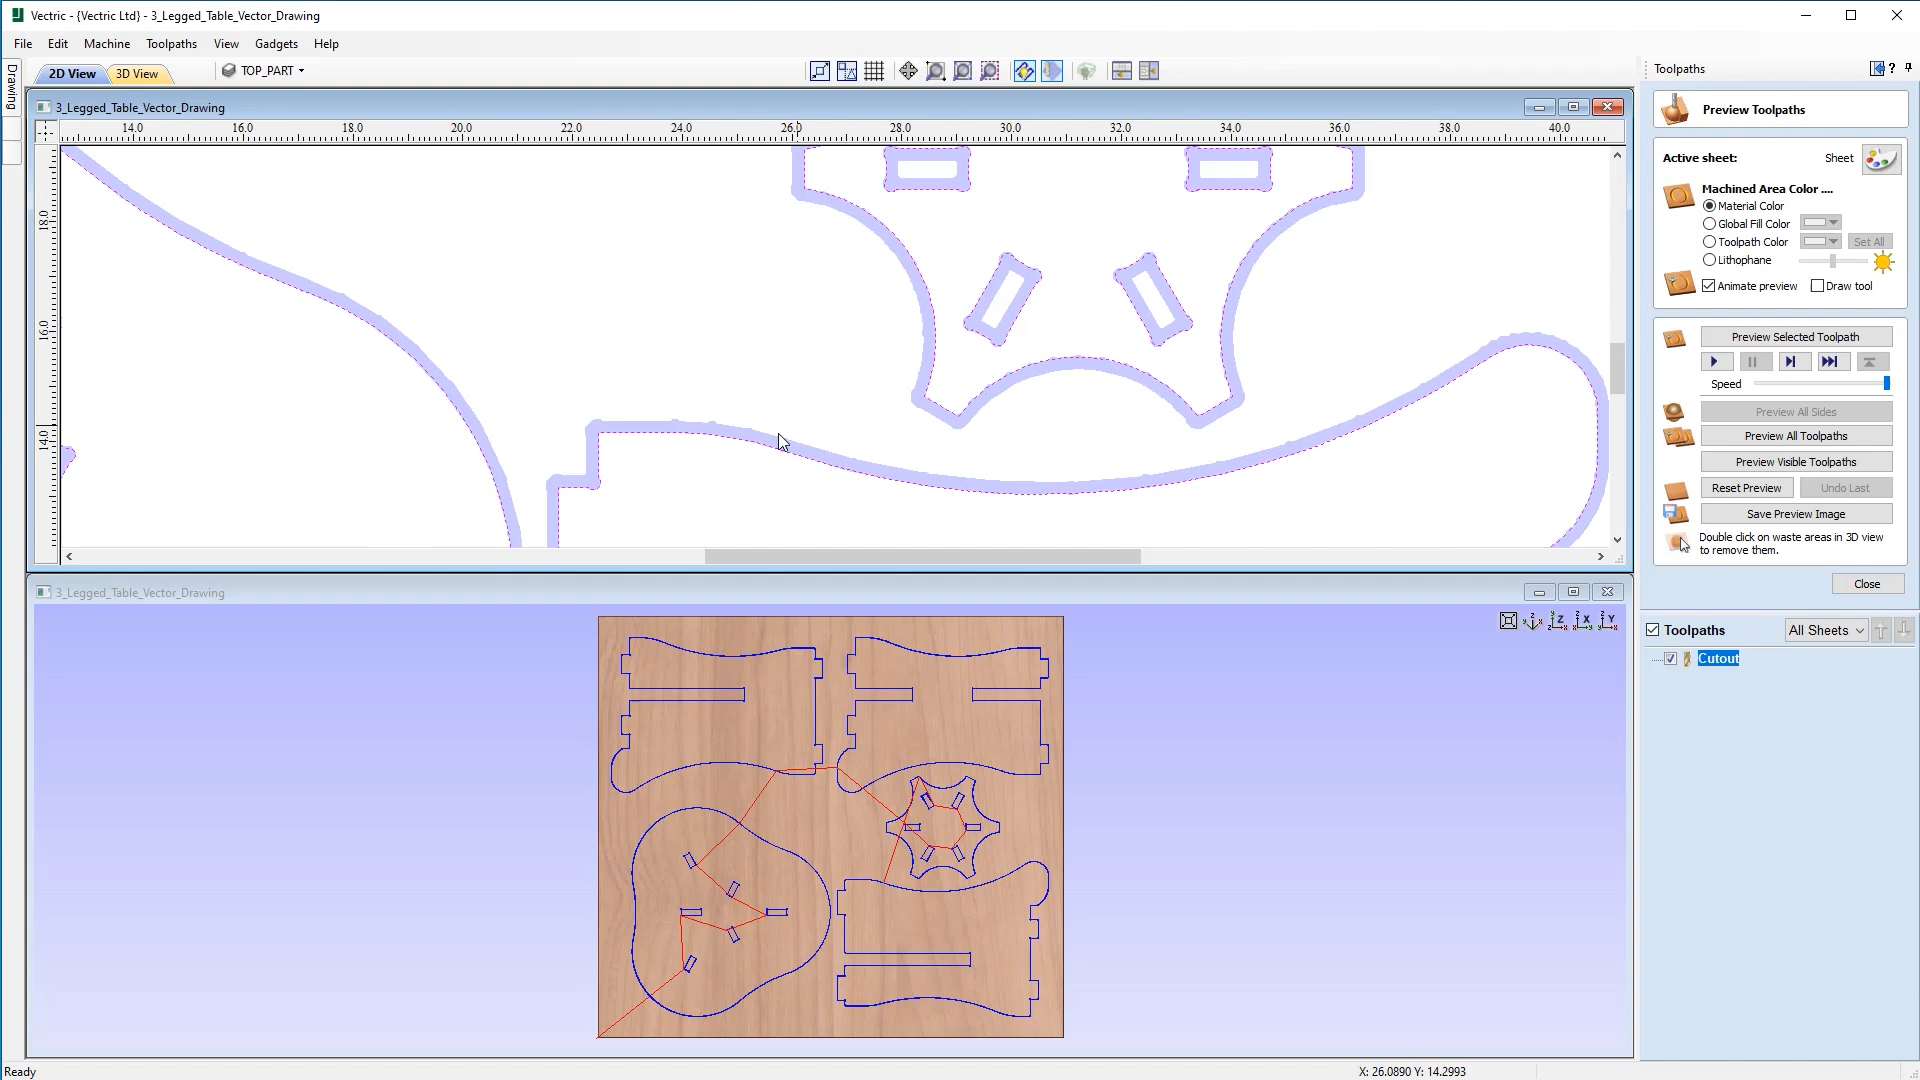 Vectric - {Vectric Ltd} - 3_Legged_Table_Vector_Drawing
File Edit Machine Toolpaths View Gadgets Help
Drawing
2D View 3D View TOP_PART
3_Legged_Table_Vector_Drawing
14.0 16.0 18.0 20.0 22.0 24.0 26.0 28.0 30.0 32.0 34.0 36.0 38.0 40.0
18.0
16.0
14.0
3_Legged_Table_Vector_Drawing
Z X Y
Toolpaths
Preview Toolpaths
Active sheet: Sheet
Machined Area Color ....
Material Color
Global Fill Color
Toolpath Color Set All
Lithophane
Animate preview Draw tool
Preview Selected Toolpath
Speed
Preview All Sides
Preview All Toolpaths
Preview Visible Toolpaths
Reset Preview Undo Last
Save Preview Image
Double click on waste areas in 3D view
to remove them.
Close
Toolpaths All Sheets
Cutout
Ready X: 26.0890 Y: 14.2993